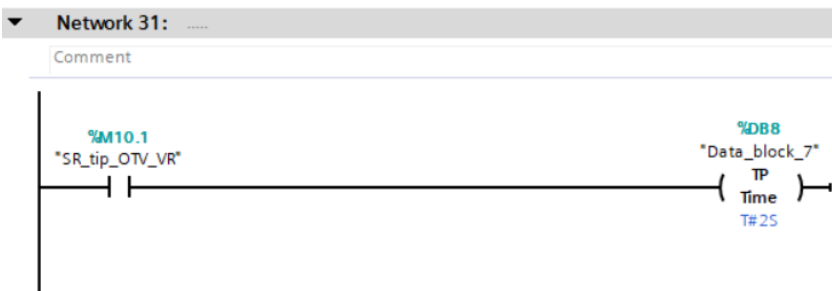 Network 31: .....
Comment
%M10.1
"SR_tip_OTV_VR"
%DB8
"Data_block_7"
TP
Time
T#2S